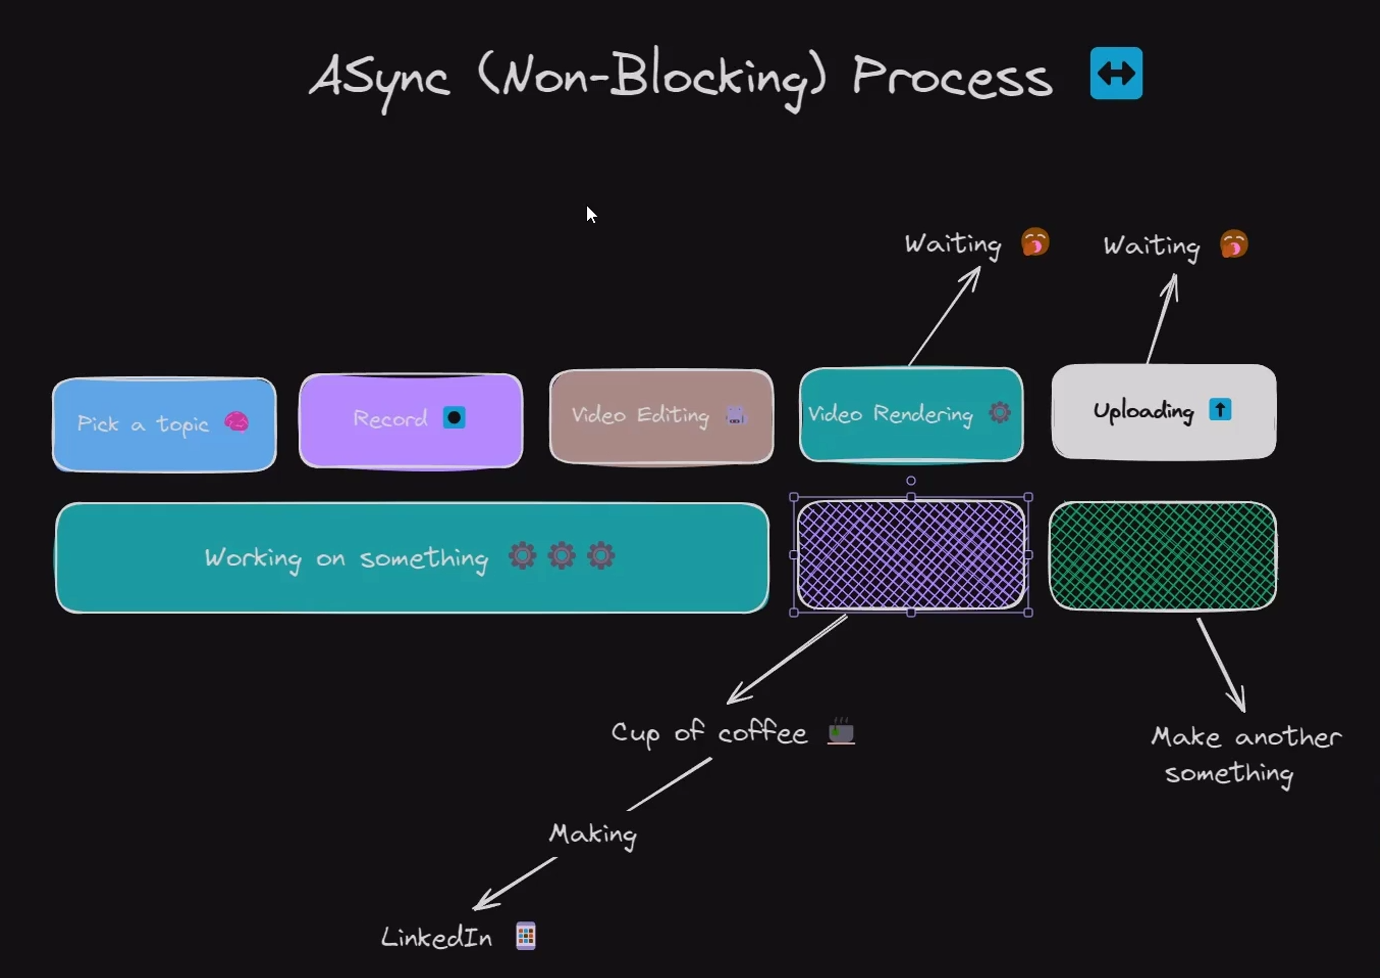 ASync (Non-Blocking) Process
Waiting
Waiting
Pick a topic
Record
Video Editing
Video Rendering
Uploading
Working on something
Cup of coffee
Make another
something
Making
LinkedIn